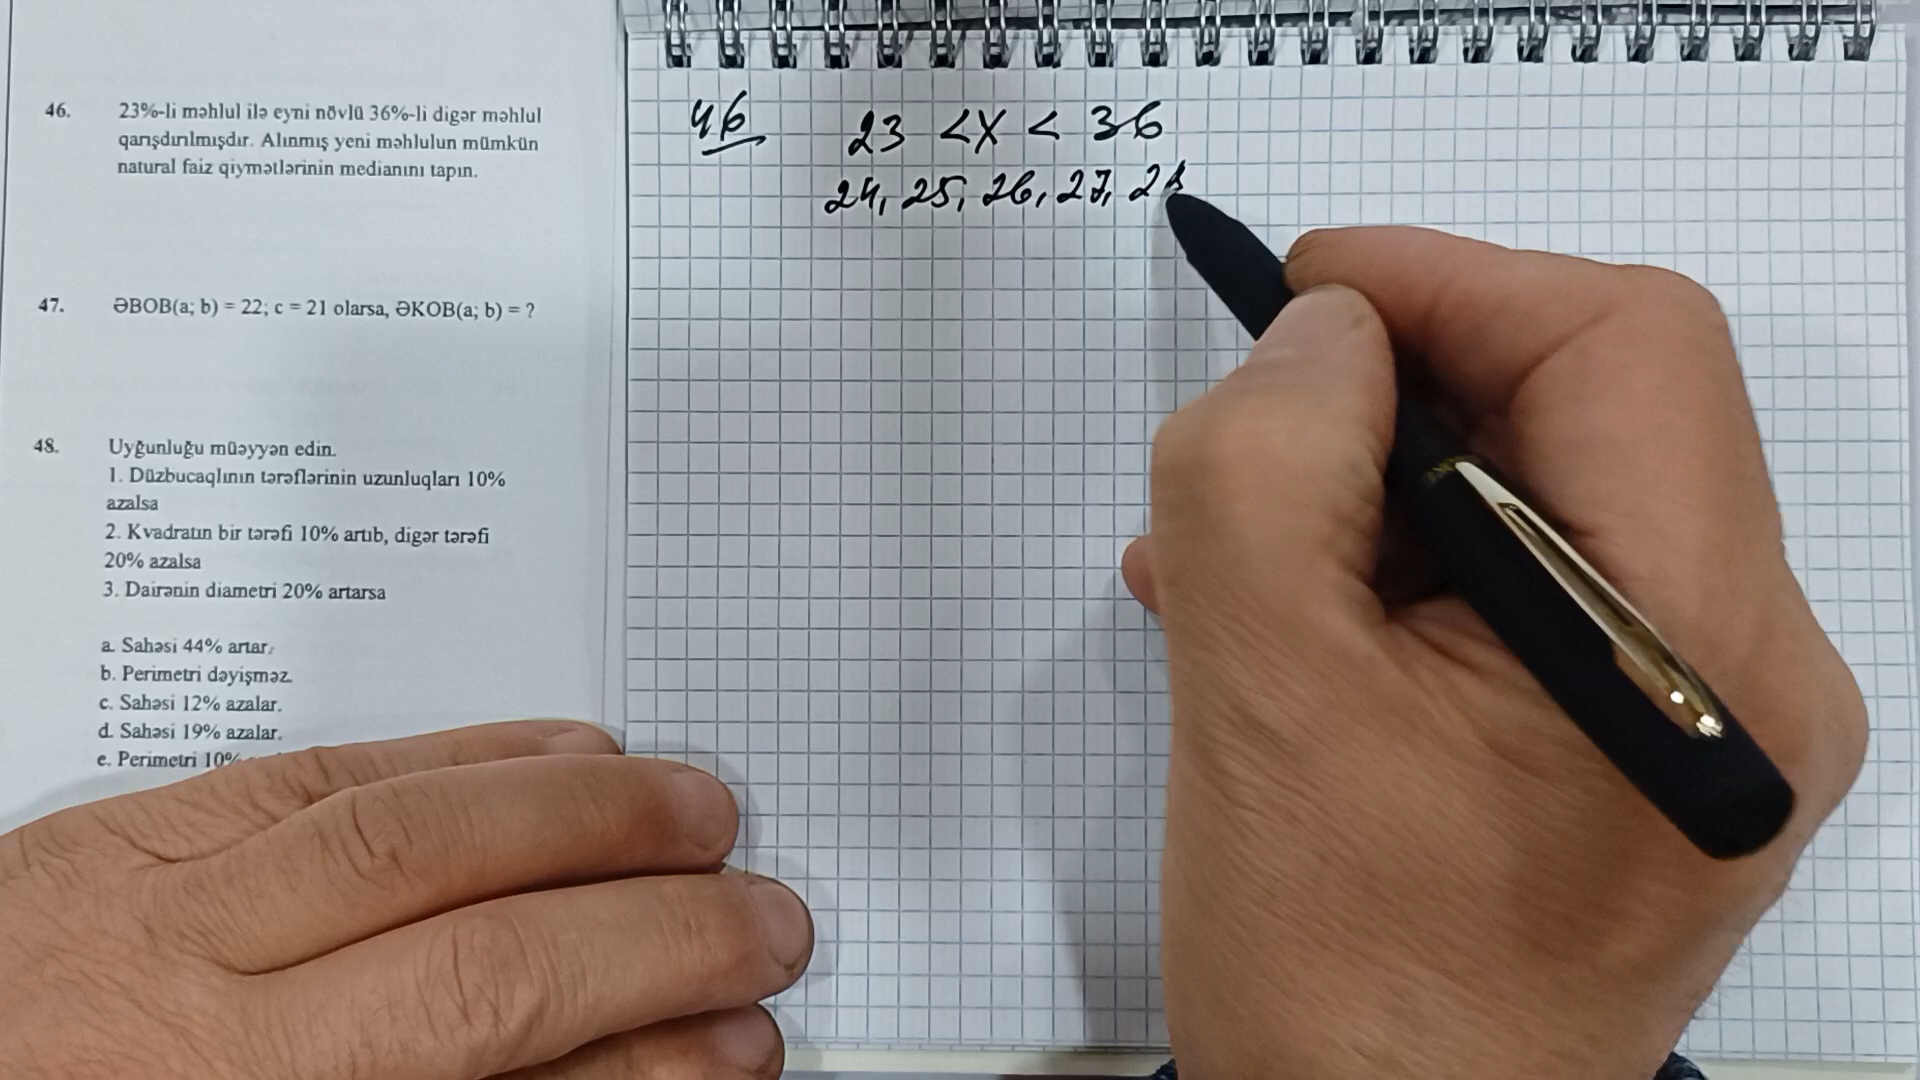 46. 23%-li məhlul ilə eyni növlü 36%-li digər məhlul
qarışdırılmışdır. Alınmış yeni məhlulun mümkün
natural faiz qiymətlərinin medianını tapın.
47. ƏBOB(a; b) = 22; c = 21 olarsa, ƏKOB(a; b) = ?
48. Uyğunluğu müəyyən edin.
1. Düzbucaqlının tərəflərinin uzunluqları 10%
azalsa
2. Kvadratın bir tərəfi 10% artıb, digər tərəfi
20% azalsa
3. Dairənin diametri 20% artarsa
a. Sahəsi 44% artar.
b. Perimetri dəyişməz.
c. Sahəsi 12% azalar.
d. Sahəsi 19% azalar.
e. Perimetri 10%
46 23 < x < 36
24, 25, 26, 27, 28